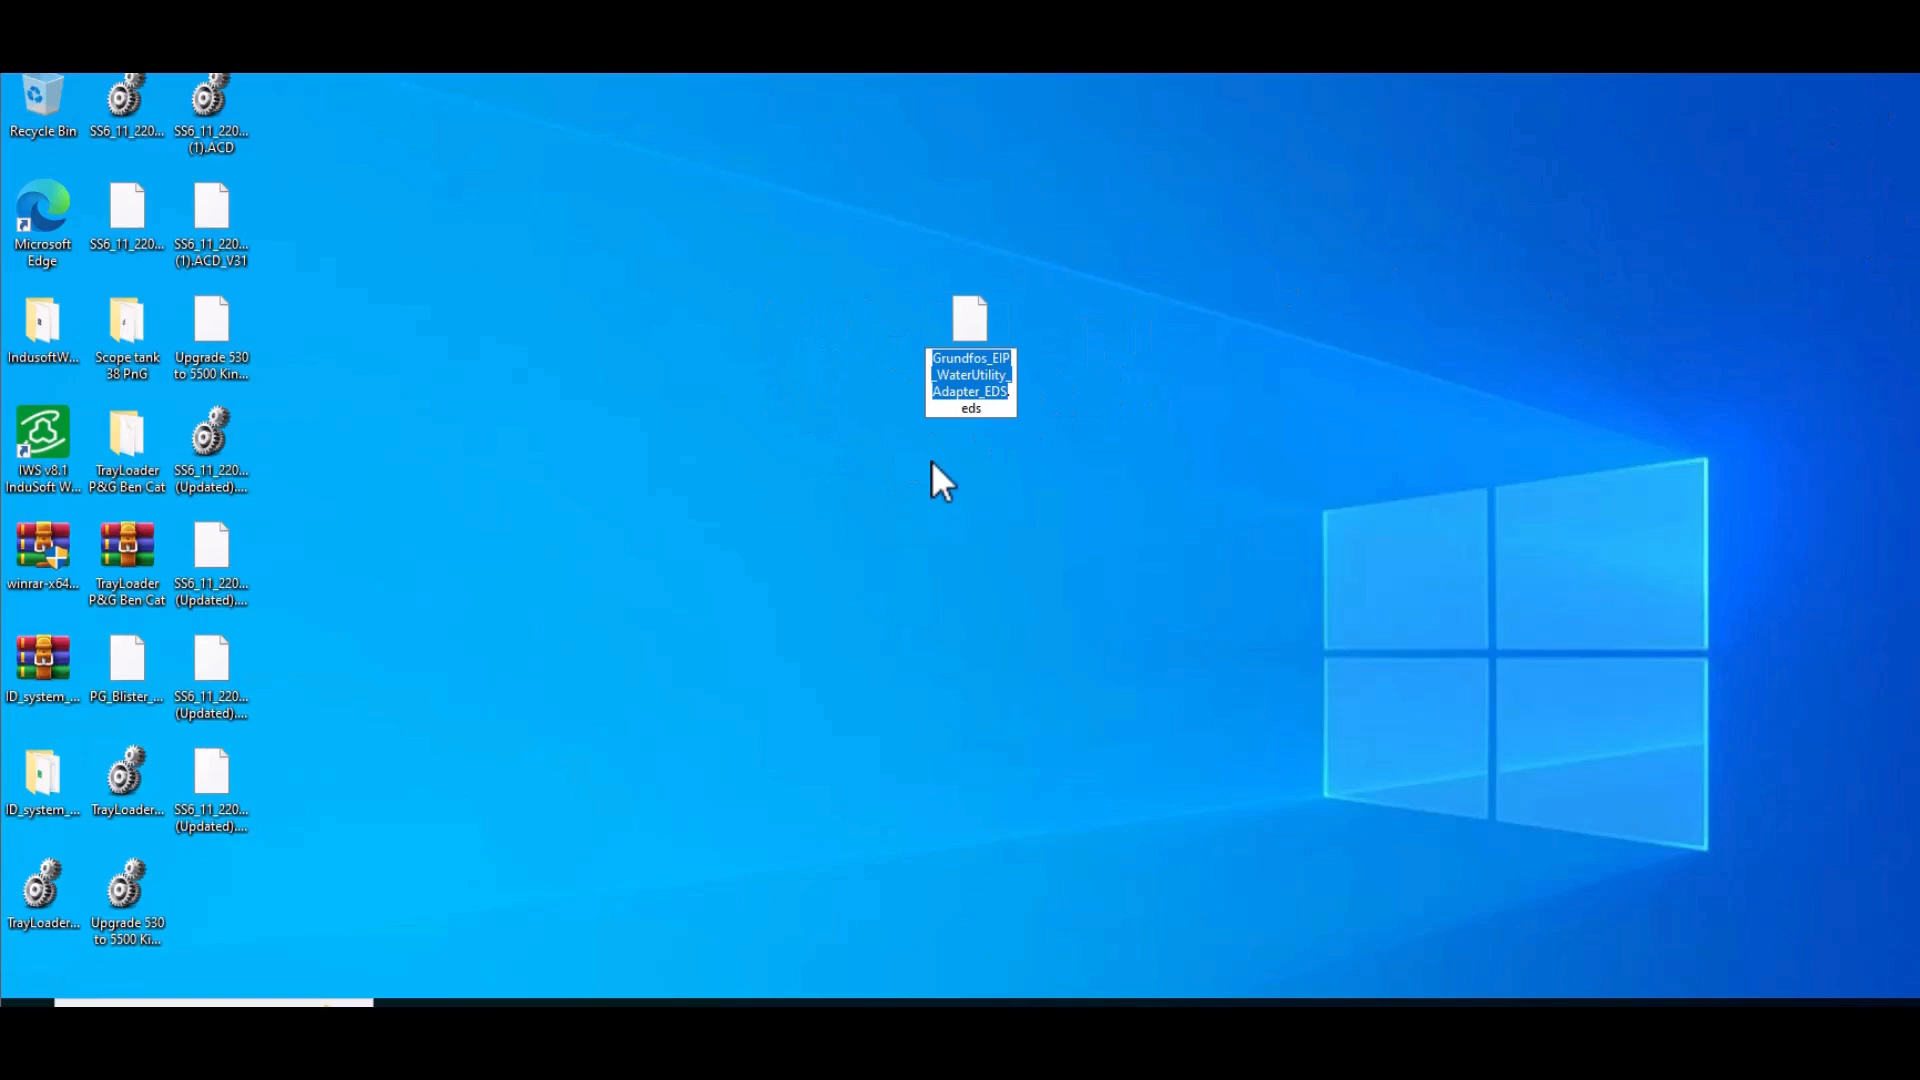 Recycle Bin
SS6_11_220...
SS6_11_220...
(1).ACD
Microsoft
Edge
SS6_11_220...
SS6_11_220...
(1).ACD_V31
IndusoftW...
Scope tank
38 PnG
Upgrade 530
to 5500 Kin...
Grundfos_EIP
_WaterUtility_
Adapter_EDS.
eds
IWS v8.1
InduSoft W...
TrayLoader
P&G Ben Cat
SS6_11_220...
(Updated)....
winrar-x64...
TrayLoader
P&G Ben Cat
SS6_11_220...
(Updated)....
ID_system_...
PG_Blister_...
SS6_11_220...
(Updated)....
ID_system_...
TrayLoader...
SS6_11_220...
(Updated)....
TrayLoader...
Upgrade 530
to 5500 Ki...